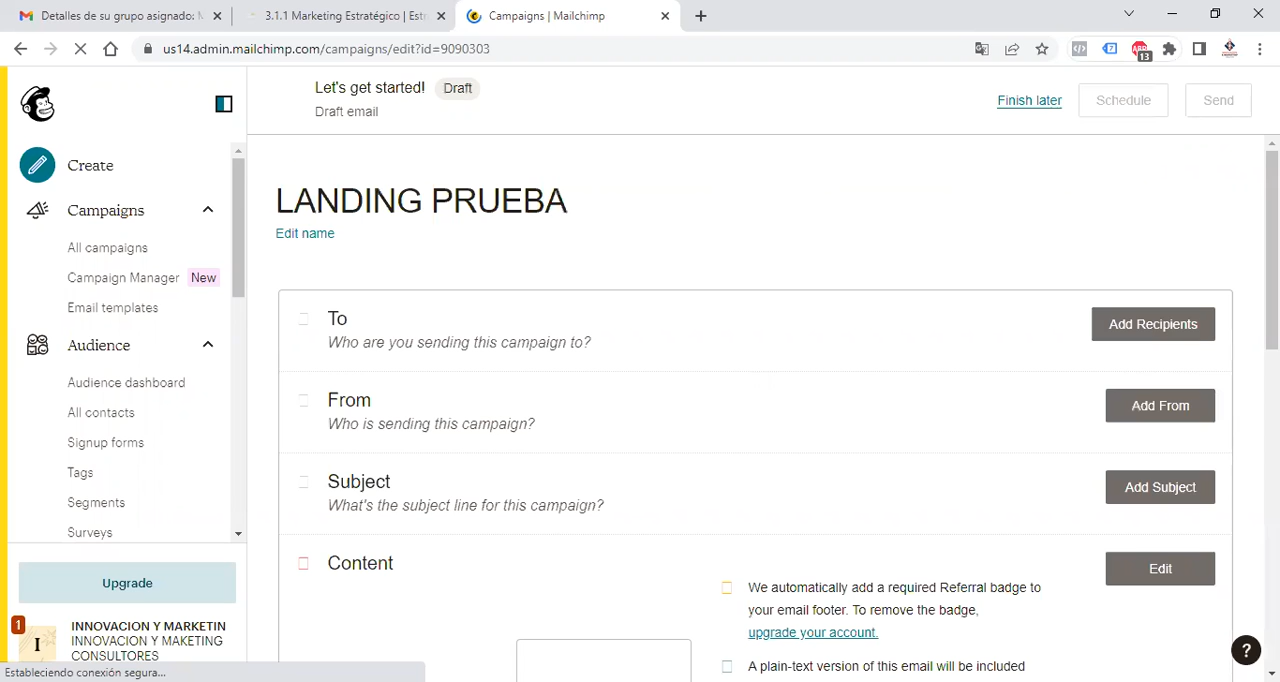 Detalles de su grupo asignado:
3.1.1 Marketing Estratégico | Est
Campaigns | Mailchimp
us14.admin.mailchimp.com/campaigns/edit?id=9090303
13
Let's get started! Draft
Draft email
Finish later
Schedule
Send
Create
Campaigns
All campaigns
Campaign Manager New
Email templates
Audience
Audience dashboard
All contacts
Signup forms
Tags
Segments
Surveys
Upgrade
1
I
INNOVACION Y MARKETIN
INNOVACION Y MAKETING
CONSULTORES
Estableciendo conexión segura...
LANDING PRUEBA
Edit name
To
Who are you sending this campaign to?
Add Recipients
From
Who is sending this campaign?
Add From
Subject
What's the subject line for this campaign?
Add Subject
Content
Edit
We automatically add a required Referral badge to
your email footer. To remove the badge,
upgrade your account.
A plain-text version of this email will be included
?